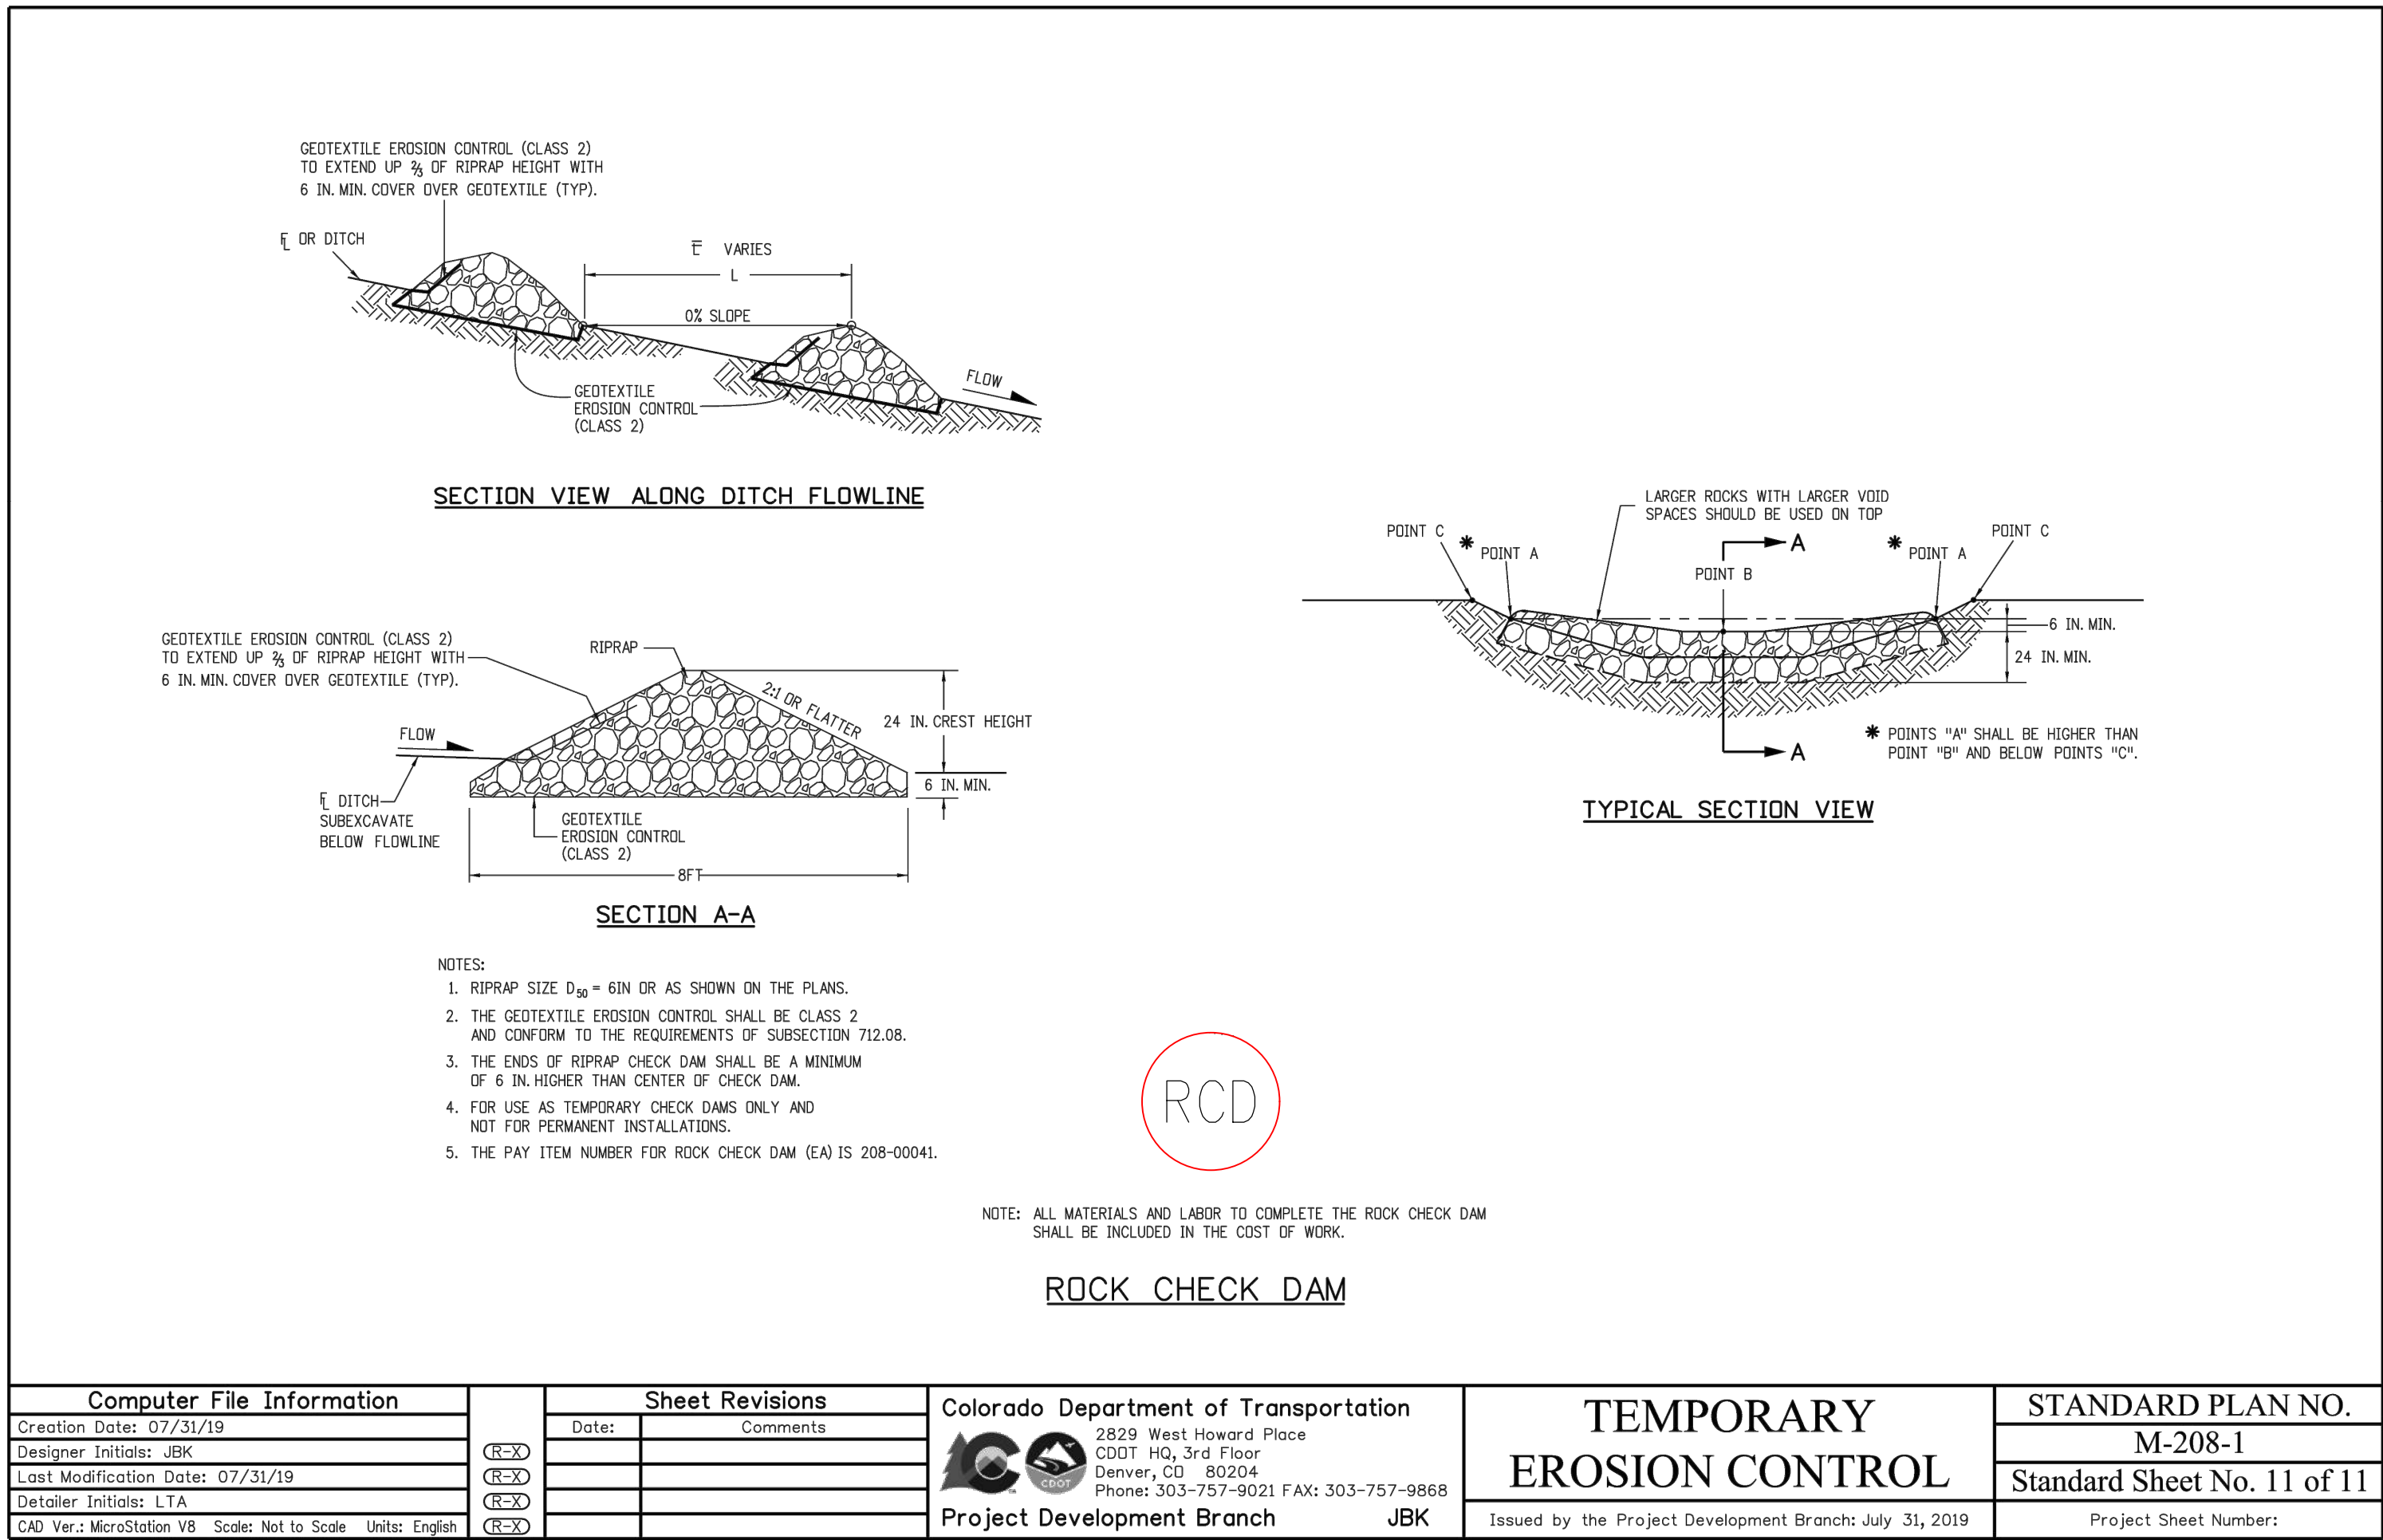 GEOTEXTILE EROSION CONTROL (CLASS 2)
TO EXTEND UP ⅔ OF RIPRAP HEIGHT WITH
6 IN. MIN. COVER OVER GEOTEXTILE (TYP).
FL OR DITCH
L VARIES
L
0% SLOPE
FLOW
GEOTEXTILE
EROSION CONTROL
(CLASS 2)
SECTION VIEW ALONG DITCH FLOWLINE
LARGER ROCKS WITH LARGER VOID
SPACES SHOULD BE USED ON TOP
POINT C
* POINT A
A
POINT B
* POINT A
POINT C
6 IN. MIN.
24 IN. MIN.
A
* POINTS "A" SHALL BE HIGHER THAN
POINT "B" AND BELOW POINTS "C".
TYPICAL SECTION VIEW
GEOTEXTILE EROSION CONTROL (CLASS 2)
TO EXTEND UP ⅔ OF RIPRAP HEIGHT WITH
6 IN. MIN. COVER OVER GEOTEXTILE (TYP).
RIPRAP
2:1 OR FLATTER
24 IN. CREST HEIGHT
FLOW
6 IN. MIN.
FL DITCH
SUBEXCAVATE
BELOW FLOWLINE
GEOTEXTILE
EROSION CONTROL
(CLASS 2)
8FT
SECTION A-A
NOTES:
1. RIPRAP SIZE D50 = 6IN OR AS SHOWN ON THE PLANS.
2. THE GEOTEXTILE EROSION CONTROL SHALL BE CLASS 2
AND CONFORM TO THE REQUIREMENTS OF SUBSECTION 712.08.
3. THE ENDS OF RIPRAP CHECK DAM SHALL BE A MINIMUM
OF 6 IN. HIGHER THAN CENTER OF CHECK DAM.
4. FOR USE AS TEMPORARY CHECK DAMS ONLY AND
NOT FOR PERMANENT INSTALLATIONS.
5. THE PAY ITEM NUMBER FOR ROCK CHECK DAM (EA) IS 208-00041.
RCD
NOTE: ALL MATERIALS AND LABOR TO COMPLETE THE ROCK CHECK DAM
SHALL BE INCLUDED IN THE COST OF WORK.
ROCK CHECK DAM
Computer File Information
Creation Date: 07/31/19
Designer Initials: JBK
Last Modification Date: 07/31/19
Detailer Initials: LTA
CAD Ver.: MicroStation V8 Scale: Not to Scale Units: English
R-X
R-X
R-X
R-X
Sheet Revisions
Date: Comments
Colorado Department of Transportation
2829 West Howard Place
CDOT HQ, 3rd Floor
Denver, CO 80204
Phone: 303-757-9021 FAX: 303-757-9868
CDOT
TM
Project Development Branch JBK
TEMPORARY
EROSION CONTROL
Issued by the Project Development Branch: July 31, 2019
STANDARD PLAN NO.
M-208-1
Standard Sheet No. 11 of 11
Project Sheet Number: